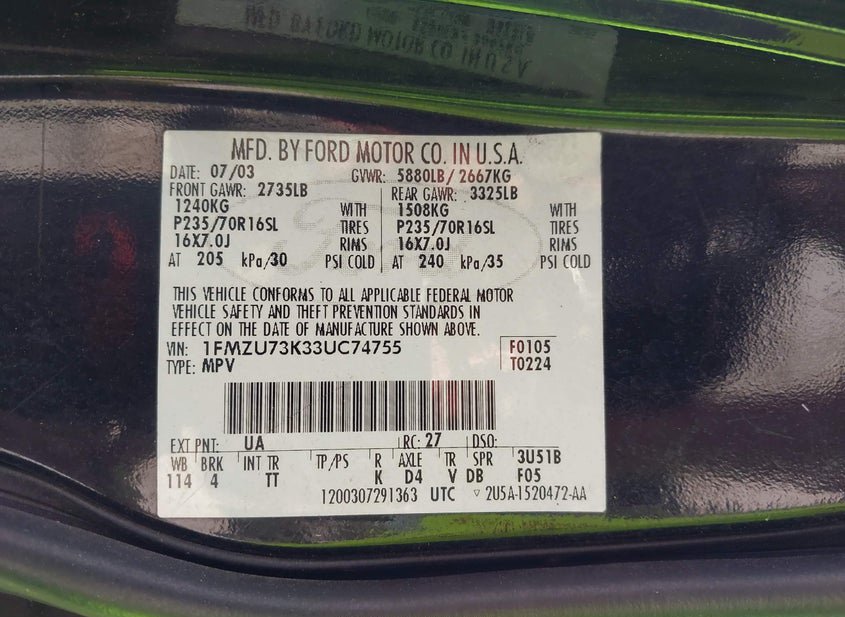 MFD. BY FORD MOTOR CO. IN U.S.A.
DATE: 07/03 GVWR: 5880LB/ 2667KG
FRONT GAWR: 2735LB REAR GAWR: 3325LB
1240KG WITH 1508KG WITH
P235/70R16SL TIRES P235/70R16SL TIRES
16X7.0J RIMS 16X7.0J RIMS
AT 205 kPa/30 PSI COLD AT 240 kPa/35 PSI COLD
THIS VEHICLE CONFORMS TO ALL APPLICABLE FEDERAL MOTOR
VEHICLE SAFETY AND THEFT PREVENTION STANDARDS IN
EFFECT ON THE DATE OF MANUFACTURE SHOWN ABOVE.
VIN: 1FMZU73K33UC74755 F0105
TYPE: MPV T0224
EXT PNT: UA RC: 27 DSO:
WB BRK INT TR TP/PS R AXLE TR SPR 3U51B
114 4 TT K D4 V DB F05
1200307291363 UTC ▽ 2U5A-1520472-AA